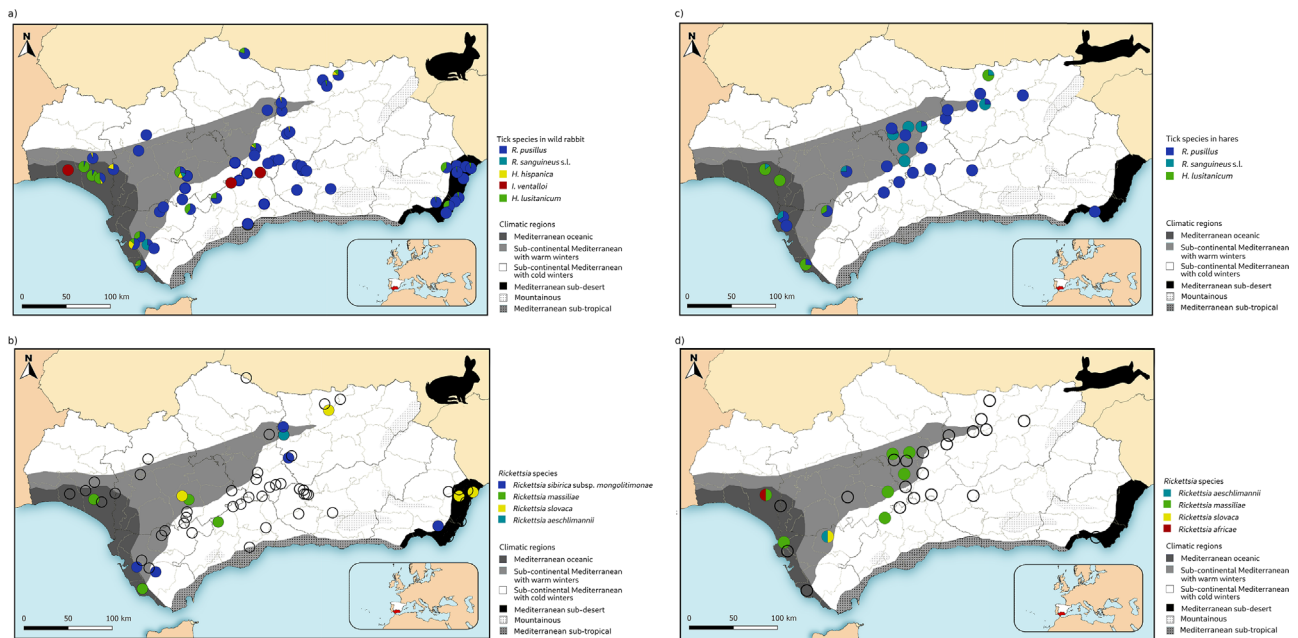 a)
N
Tick species in wild rabbit
R. pusillus
R. sanguineus s.l.
H. hispanica
I. ventalloi
H. lusitanicum
Climatic regions
Mediterranean oceanic
Sub-continental Mediterranean
with warm winters
Sub-continental Mediterranean
with cold winters
Mediterranean sub-desert
Mountainous
Mediterranean sub-tropical
0 50 100 km
b)
N
Rickettsia species
Rickettsia sibirica subsp. mongolitimonae
Rickettsia massiliae
Rickettsia slovaca
Rickettsia aeschlimannii
Climatic regions
Mediterranean oceanic
Sub-continental Mediterranean
with warm winters
Sub-continental Mediterranean
with cold winters
Mediterranean sub-desert
Mountainous
Mediterranean sub-tropical
0 50 100 km
c)
N
Tick species in hares
R. pusillus
R. sanguineus s.l.
H. lusitanicum
Climatic regions
Mediterranean oceanic
Sub-continental Mediterranean
with warm winters
Sub-continental Mediterranean
with cold winters
Mediterranean sub-desert
Mountainous
Mediterranean sub-tropical
0 50 100 km
d)
N
Rickettsia species
Rickettsia aeschlimannii
Rickettsia massiliae
Rickettsia slovaca
Rickettsia africae
Climatic regions
Mediterranean oceanic
Sub-continental Mediterranean
with warm winters
Sub-continental Mediterranean
with cold winters
Mediterranean sub-desert
Mountainous
Mediterranean sub-tropical
0 50 100 km